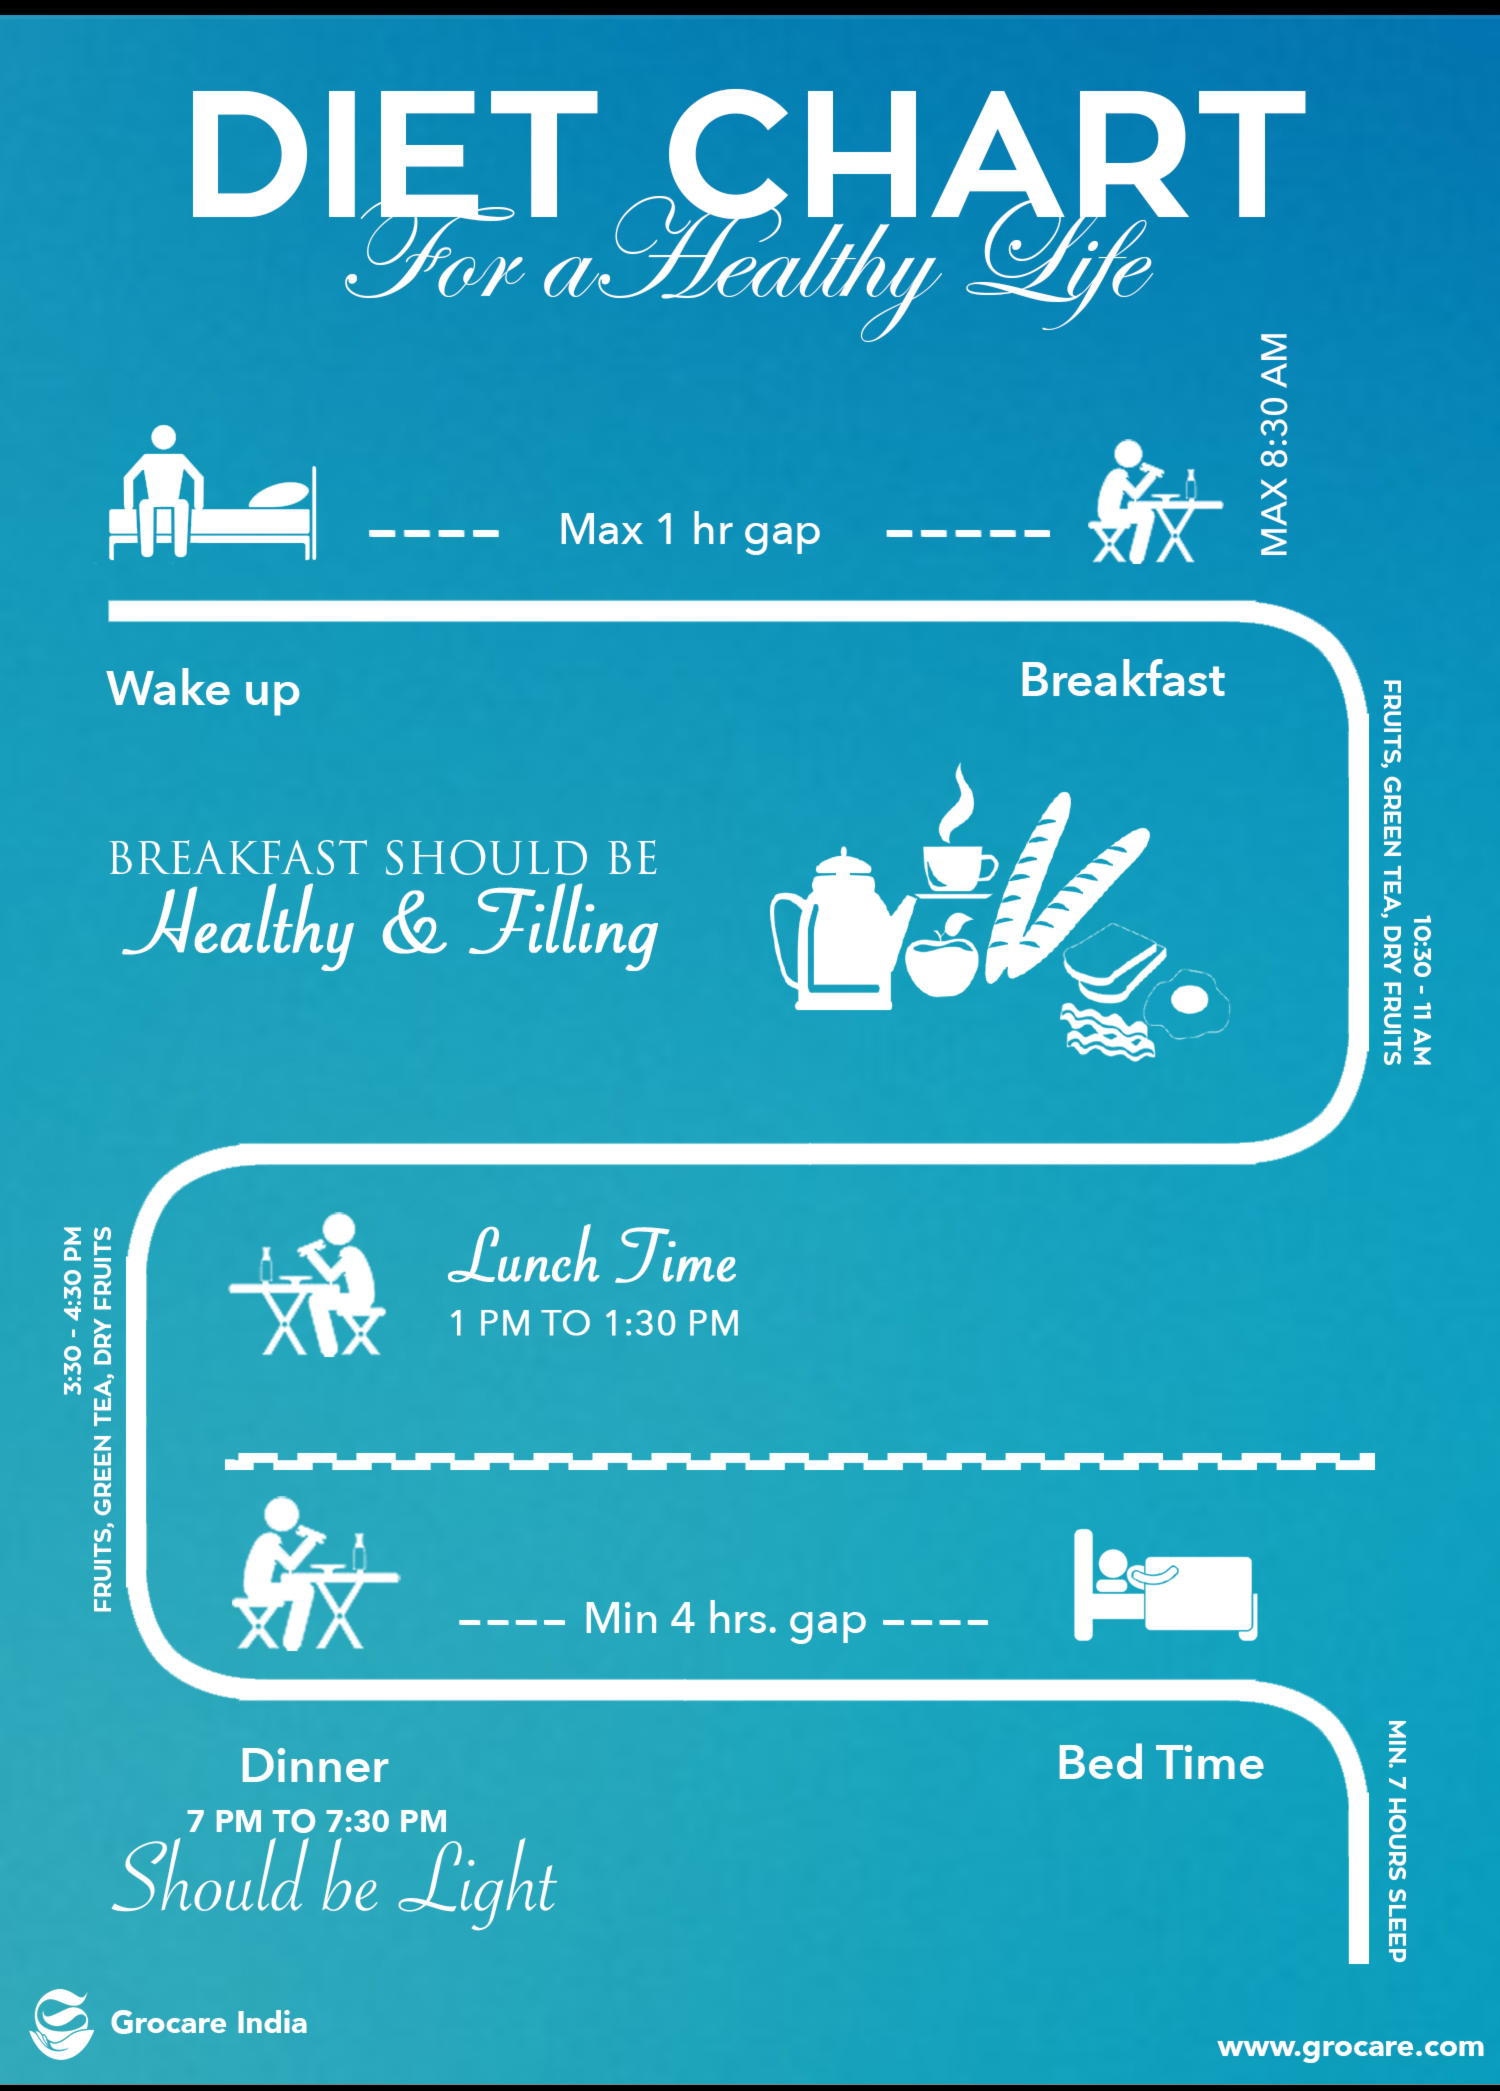 DIET CHART
For a Healthy Life
MAX 8:30 AM
Max 1 hr gap
Wake up
Breakfast
BREAKFAST SHOULD BE
Healthy & Filling
10:30 - 11 AM
FRUITS, GREEN TEA, DRY FRUITS
Lunch Time
1 PM TO 1:30 PM
3:30 - 4:30 PM
FRUITS, GREEN TEA, DRY FRUITS
Min 4 hrs. gap
Dinner
7 PM TO 7:30 PM
Should be Light
Bed Time
MIN. 7 HOURS SLEEP
Grocare India
www.grocare.com